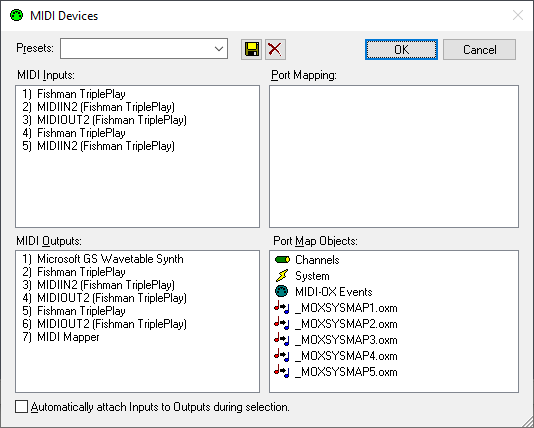 MIDI Devices
Presets:
OK
Cancel
MIDI Inputs:
1) Fishman TriplePlay
2) MIDIIN2 (Fishman TriplePlay)
3) MIDIOUT2 (Fishman TriplePlay)
4) Fishman TriplePlay
5) MIDIIN2 (Fishman TriplePlay)
Port Mapping:
MIDI Outputs:
1) Microsoft GS Wavetable Synth
2) Fishman TriplePlay
3) MIDIIN2 (Fishman TriplePlay)
4) MIDIOUT2 (Fishman TriplePlay)
5) Fishman TriplePlay
6) MIDIOUT2 (Fishman TriplePlay)
7) MIDI Mapper
Port Map Objects:
Channels
System
MIDI-OX Events
_MOXSYSMAP1.oxm
_MOXSYSMAP2.oxm
_MOXSYSMAP3.oxm
_MOXSYSMAP4.oxm
_MOXSYSMAP5.oxm
Automatically attach Inputs to Outputs during selection.